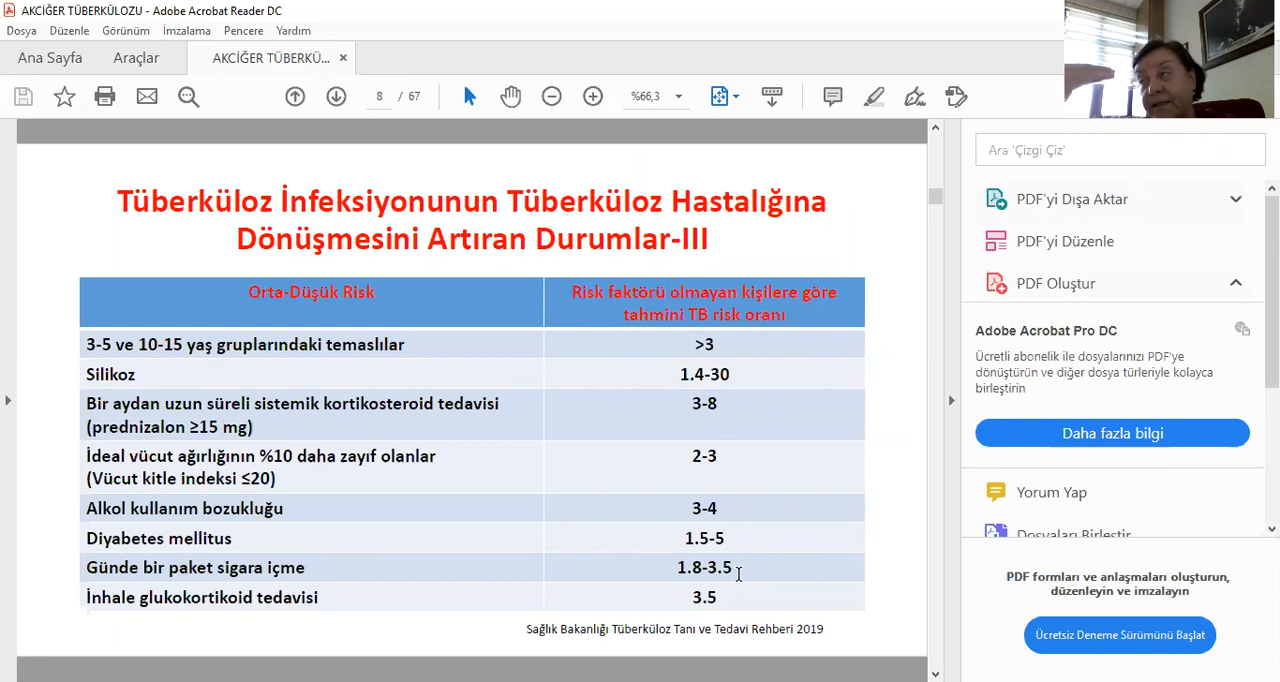 AKCİĞER TÜBERKÜLOZU - Adobe Acrobat Reader DC
Dosya Düzenle Görünüm İmzalama Pencere Yardım
Ana Sayfa Araçlar AKCİĞER TÜBERKÜ... ×
8 / 67 %66,3
Tüberküloz İnfeksiyonunun Tüberküloz Hastalığına
Dönüşmesini Artıran Durumlar-III
Orta-Düşük Risk
Risk faktörü olmayan kişilere göre
tahmini TB risk oranı
3-5 ve 10-15 yaş gruplarındaki temaslılar >3
Silikoz 1.4-30
Bir aydan uzun süreli sistemik kortikosteroid tedavisi 3-8
(prednizalon ≥15 mg)
İdeal vücut ağırlığının %10 daha zayıf olanlar 2-3
(Vücut kitle indeksi ≤20)
Alkol kullanım bozukluğu 3-4
Diyabetes mellitus 1.5-5
Günde bir paket sigara içme 1.8-3.5
İnhale glukokortikoid tedavisi 3.5
Sağlık Bakanlığı Tüberküloz Tanı ve Tedavi Rehberi 2019
Ara 'Çizgi Çiz'
PDF'yi Dışa Aktar
PDF'yi Düzenle
PDF Oluştur
Adobe Acrobat Pro DC
Ücretli abonelik ile dosyalarınızı PDF'ye
dönüştürün ve diğer dosya türleriyle kolayca
birleştirin
Daha fazla bilgi
Yorum Yap
Dosyaları Birleştir
PDF formları ve anlaşmaları oluşturun,
düzenleyin ve imzalayın
Ücretsiz Deneme Sürümünü Başlat